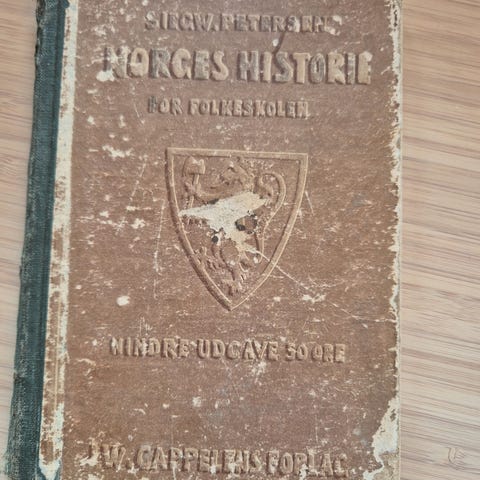 SIEGW. PETERSEN
NORGES HISTORIE
FOR FOLKESKOLEN
MINDRE UDGAVE 50 ØRE
J.W. CAPPELENS FORLAG